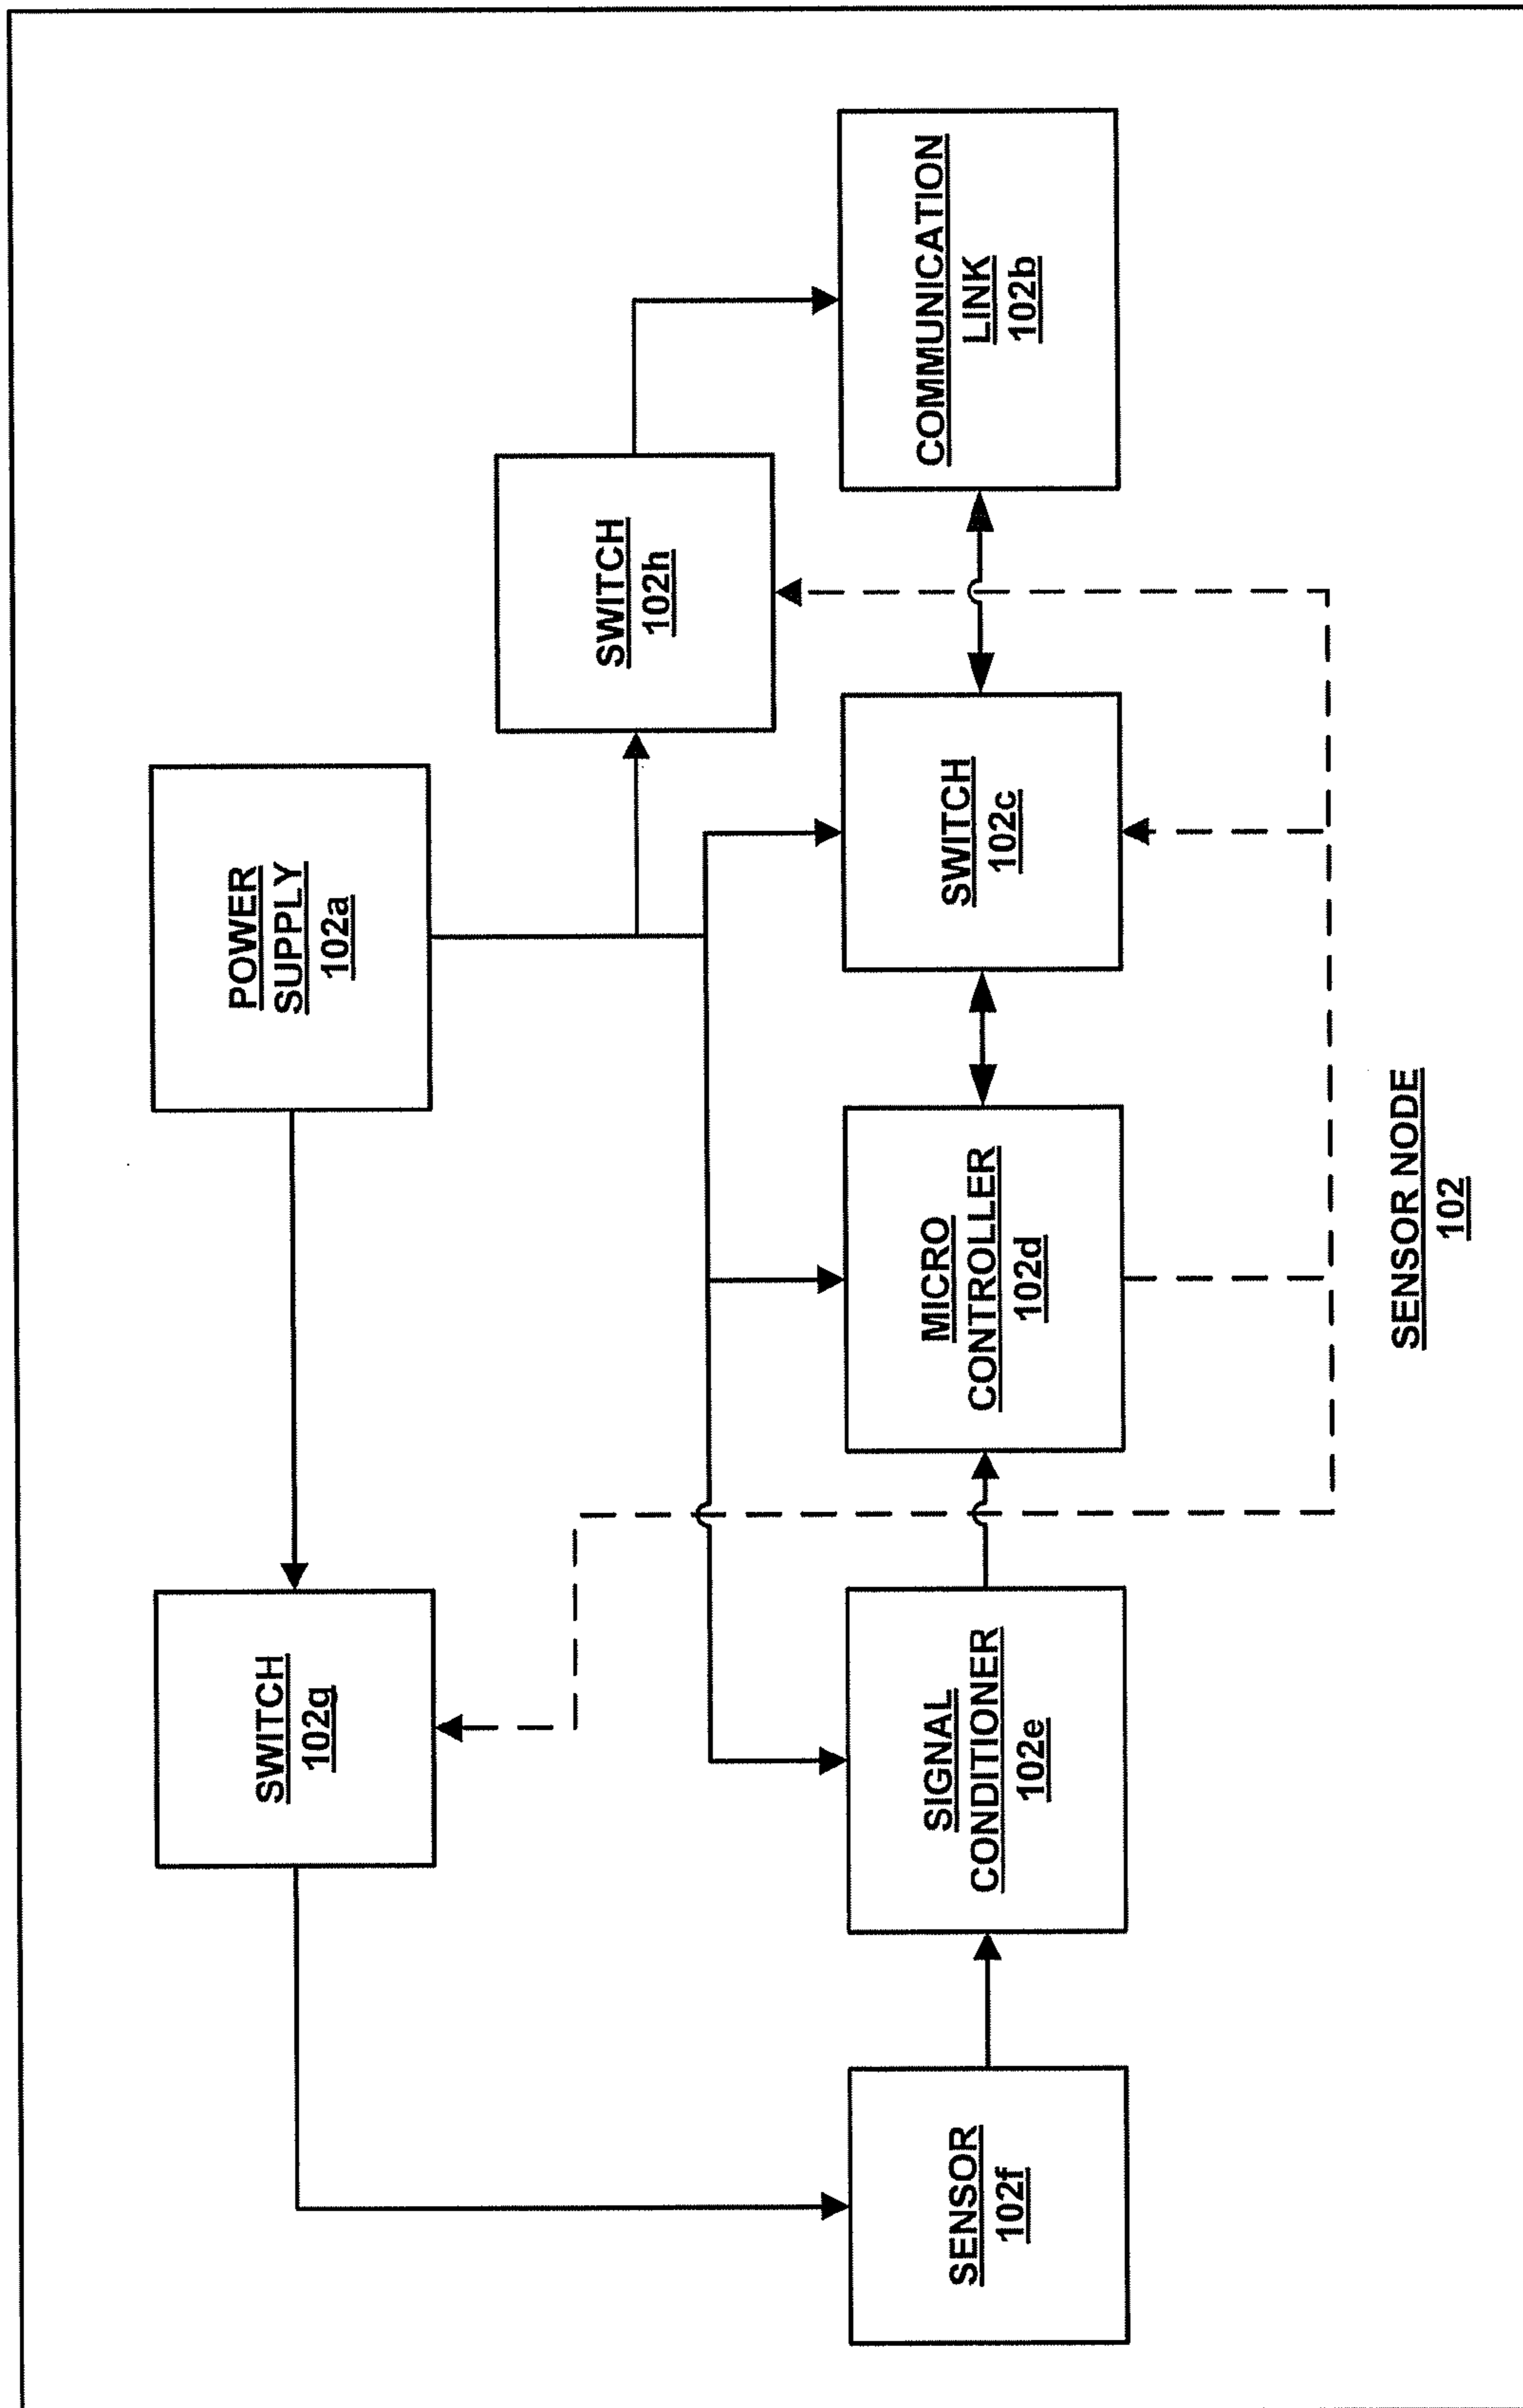 POWER
SUPPLY
102a
SWITCH
102g
SWITCH
102h
SENSOR
102f
SIGNAL
CONDITIONER
102e
MICRO
CONTROLLER
102d
SWITCH
102c
COMMUNICATION
LINK
102b
SENSOR NODE
102